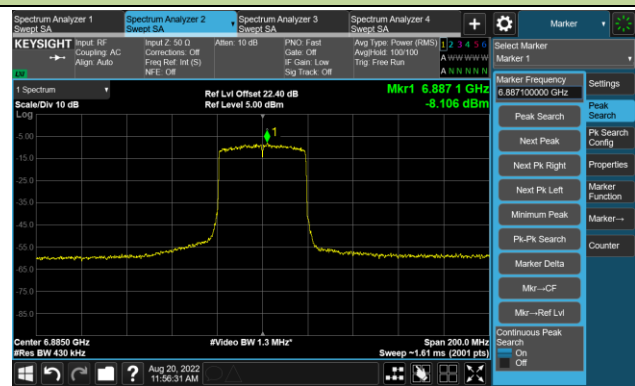 Spectrum Analyzer 1
Swept SA
Spectrum Analyzer 2
Swept SA
Spectrum Analyzer 3
Swept SA
Spectrum Analyzer 4
Swept SA
Marker
KEYSIGHT
Input: RF
Coupling: AC
Align: Auto
Input Z: 50 Ω
Corrections: Off
Freq Ref: Int (S)
NFE: Off
Atten: 10 dB
PNO: Fast
Gate: Off
IF Gain: Low
Sig Track: Off
Avg Type: Power (RMS)
Avg|Hold: 100/100
Trig: Free Run
1 2 3 4 5 6
A W W W W W
A N N N N N
LXI
Select Marker
Marker 1
1 Spectrum
Scale/Div 10 dB
Log
Ref Lvl Offset 22.40 dB
Ref Level 5.00 dBm
Mkr1 6.887 1 GHz
-8.106 dBm
1
-5.00
-15.0
-25.0
-35.0
-45.0
-55.0
-65.0
-75.0
-85.0
Center 6.8850 GHz
#Res BW 430 kHz
#Video BW 1.3 MHz*
Span 200.0 MHz
Sweep ~1.61 ms (2001 pts)
Marker Frequency
6.887100000 GHz
Peak Search
Next Peak
Next Pk Right
Next Pk Left
Minimum Peak
Pk-Pk Search
Marker Delta
Mkr→CF
Mkr→Ref Lvl
Continuous Peak
Search
On
Off
Settings
Peak
Search
Pk Search
Config
Properties
Marker
Function
Marker→
Counter
Aug 20, 2022
11:56:31 AM